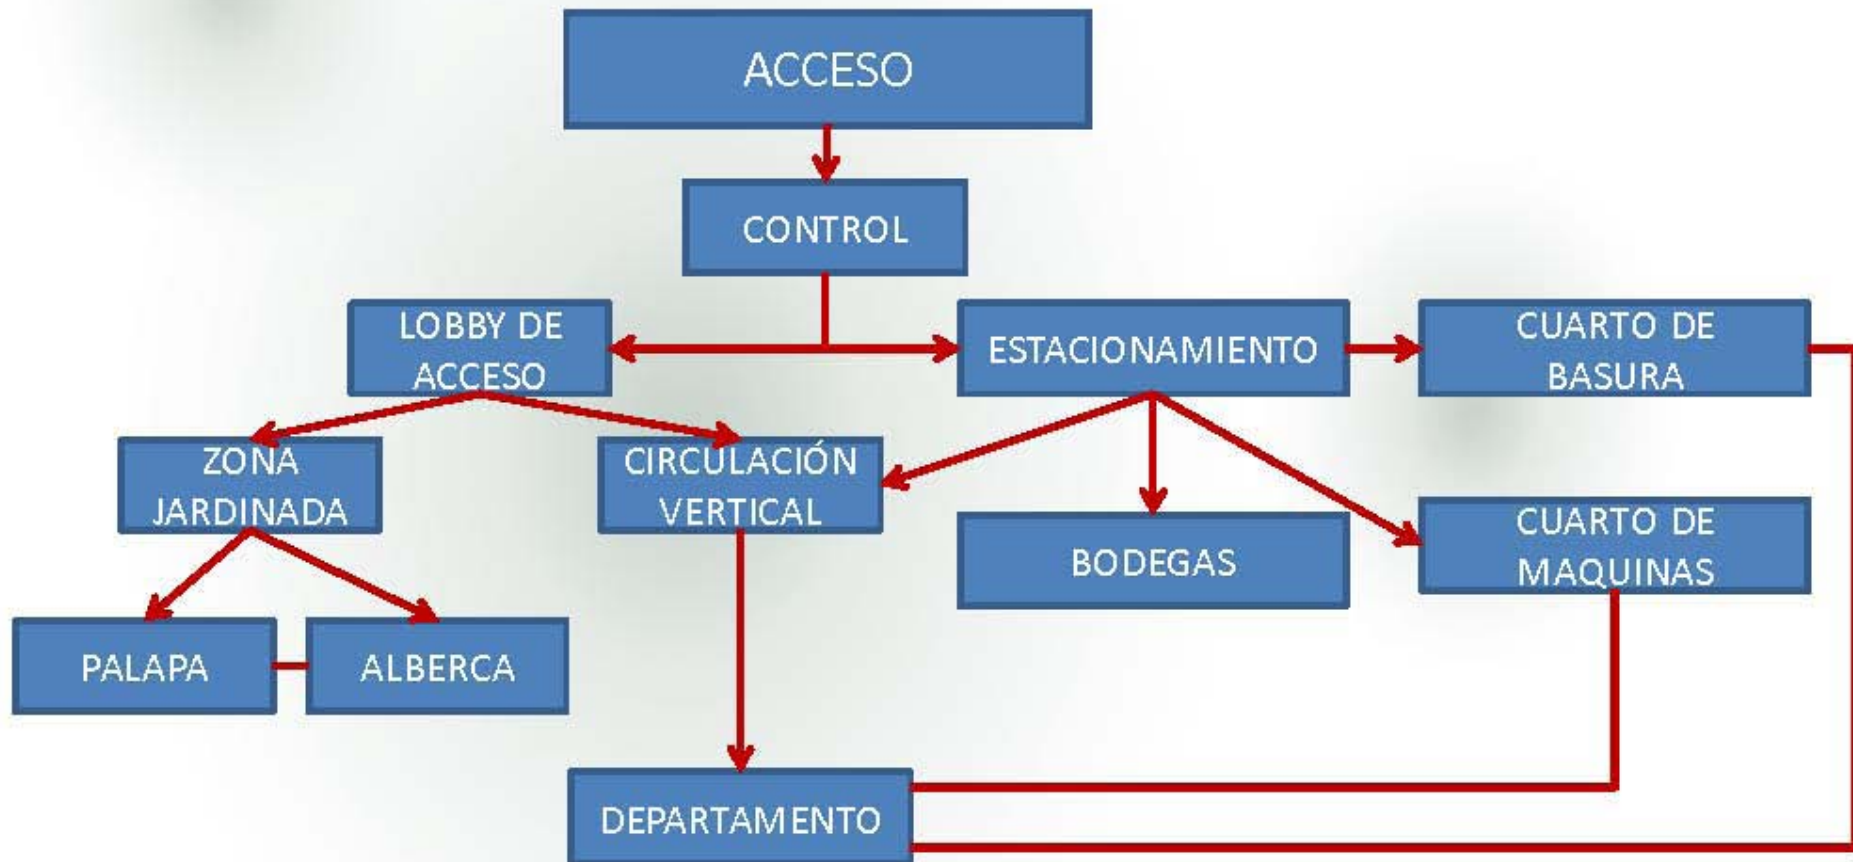 ACCESO
CONTROL
LOBBY DE
ACCESO
ESTACIONAMIENTO
CUARTO DE
BASURA
ZONA
JARDINADA
CIRCULACIÓN
VERTICAL
BODEGAS
CUARTO DE
MAQUINAS
PALAPA
ALBERCA
DEPARTAMENTO